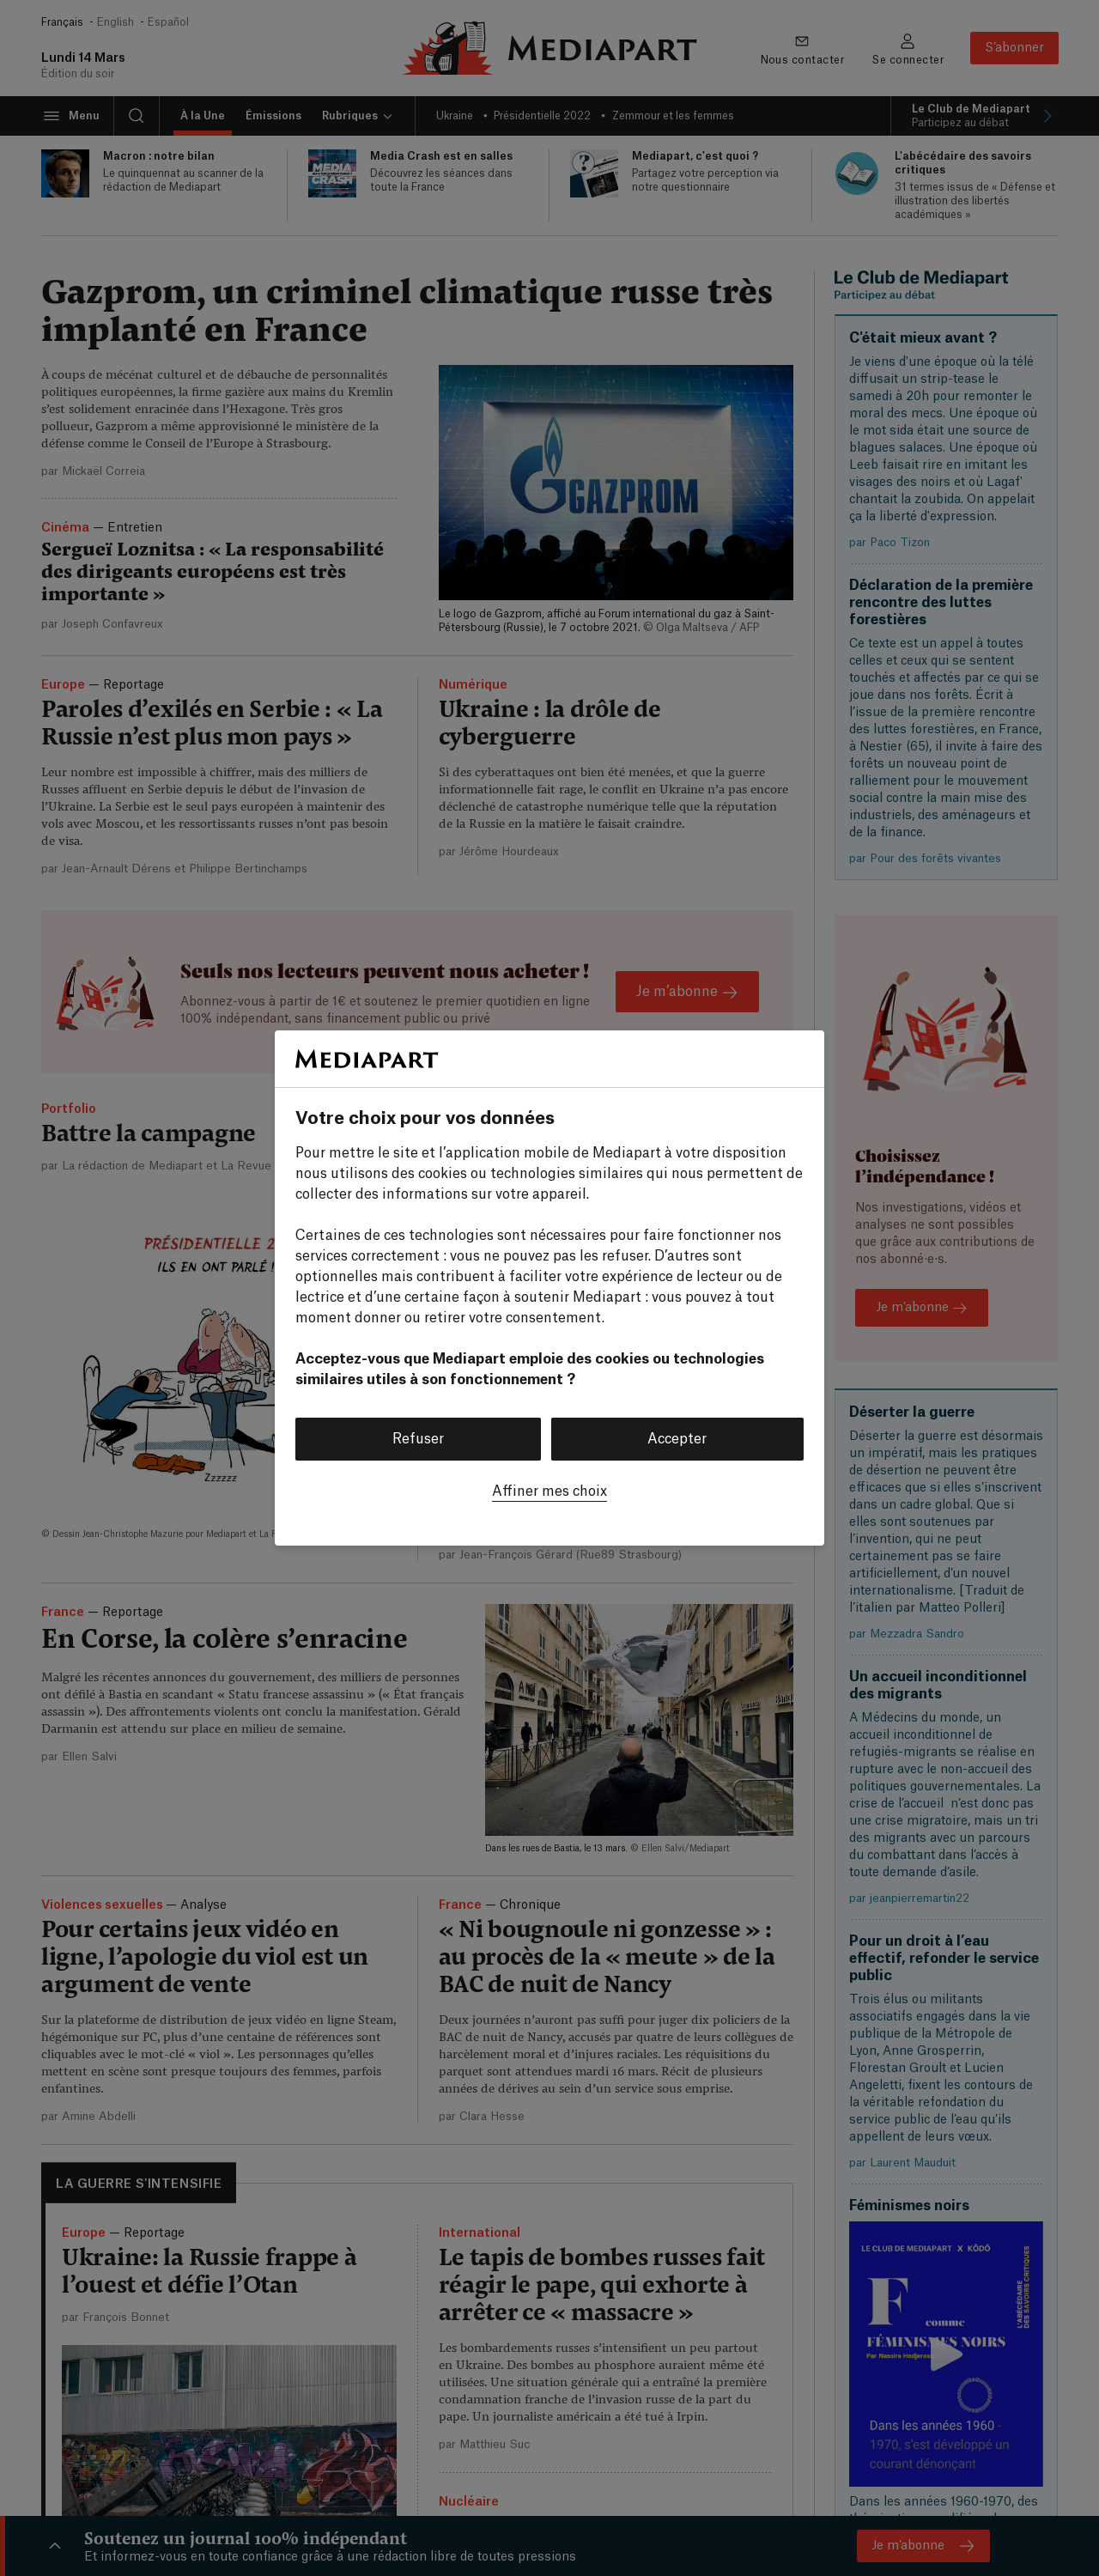 Français - English - Español
Lundi 14 Mars
Édition du soir
MEDIAPART
Nous contacter
Se connecter
S'abonner
Menu
À la Une
Émissions
Rubriques
Ukraine • Présidentielle 2022 • Zemmour et les femmes
Le Club de Mediapart
Participez au débat
Macron : notre bilan
Le quinquennat au scanner de la
rédaction de Mediapart
MEDIA
CRASH
Media Crash est en salles
Découvrez les séances dans
toute la France
Mediapart, c'est quoi ?
Partagez votre perception via
notre questionnaire
L'abécédaire des savoirs
critiques
31 termes issus de « Défense et
illustration des libertés
académiques »
Gazprom, un criminel climatique russe très
implanté en France
À coups de mécénat culturel et de débauche de personnalités
politiques européennes, la firme gazière aux mains du Kremlin
s’est solidement enracinée dans l’Hexagone. Très gros
pollueur, Gazprom a même approvisionné le ministère de la
défense comme le Conseil de l’Europe à Strasbourg.
par Mickaël Correia
Cinéma — Entretien
Sergueï Loznitsa : « La responsabilité
des dirigeants européens est très
importante »
par Joseph Confavreux
GAZPROM
Le logo de Gazprom, affiché au Forum international du gaz à Saint-
Pétersbourg (Russie), le 7 octobre 2021. © Olga Maltseva / AFP
Europe — Reportage
Paroles d’exilés en Serbie : « La
Russie n’est plus mon pays »
Leur nombre est impossible à chiffrer, mais des milliers de
Russes affluent en Serbie depuis le début de l’invasion de
l’Ukraine. La Serbie est le seul pays européen à maintenir des
vols avec Moscou, et les ressortissants russes n’ont pas besoin
de visa.
par Jean-Arnault Dérens et Philippe Bertinchamps
Numérique
Ukraine : la drôle de
cyberguerre
Si des cyberattaques ont bien été menées, et que la guerre
informationnelle fait rage, le conflit en Ukraine n’a pas encore
déclenché de catastrophe numérique telle que la réputation
de la Russie en la matière le faisait craindre.
par Jérôme Hourdeaux
Seuls nos lecteurs peuvent nous acheter !
Abonnez-vous à partir de 1€ et soutenez le premier quotidien en ligne
100% indépendant, sans financement public ou privé
Je m’abonne
Portfolio
Battre la campagne
par La rédaction de Mediapart et La Revue
PRÉSIDENTIELLE 2
ILS EN ONT PARLÉ !
Zzzzzz
© Dessin Jean-Christophe Mazurie pour Mediapart et La
par Jean-François Gérard (Rue89 Strasbourg)
MEDIAPART
Votre choix pour vos données
Pour mettre le site et l’application mobile de Mediapart à votre disposition
nous utilisons des cookies ou technologies similaires qui nous permettent de
collecter des informations sur votre appareil.
Certaines de ces technologies sont nécessaires pour faire fonctionner nos
services correctement : vous ne pouvez pas les refuser. D’autres sont
optionnelles mais contribuent à faciliter votre expérience de lecteur ou de
lectrice et d’une certaine façon à soutenir Mediapart : vous pouvez à tout
moment donner ou retirer votre consentement.
Acceptez-vous que Mediapart emploie des cookies ou technologies
similaires utiles à son fonctionnement ?
Refuser
Accepter
Affiner mes choix
France — Reportage
En Corse, la colère s’enracine
Malgré les récentes annonces du gouvernement, des milliers de personnes
ont défilé à Bastia en scandant « Statu francese assassinu » (« État français
assassin »). Des affrontements violents ont conclu la manifestation. Gérald
Darmanin est attendu sur place en milieu de semaine.
par Ellen Salvi
Dans les rues de Bastia, le 13 mars. © Ellen Salvi/Mediapart
Violences sexuelles — Analyse
Pour certains jeux vidéo en
ligne, l’apologie du viol est un
argument de vente
Sur la plateforme de distribution de jeux vidéo en ligne Steam,
hégémonique sur PC, plus d’une centaine de références sont
cliquables avec le mot-clé « viol ». Les personnages qu’elles
mettent en scène sont presque toujours des femmes, parfois
enfantines.
par Amine Abdelli
France — Chronique
« Ni bougnoule ni gonzesse » :
au procès de la « meute » de la
BAC de nuit de Nancy
Deux journées n’auront pas suffi pour juger dix policiers de la
BAC de nuit de Nancy, accusés par quatre de leurs collègues de
harcèlement moral et d’injures raciales. Les réquisitions du
parquet sont attendues mardi 16 mars. Récit de plusieurs
années de dérives au sein d’un service sous emprise.
par Clara Hesse
LA GUERRE S'INTENSIFIE
Europe — Reportage
Ukraine: la Russie frappe à
l’ouest et défie l’Otan
par François Bonnet
International
Le tapis de bombes russes fait
réagir le pape, qui exhorte à
arrêter ce « massacre »
Les bombardements russes s’intensifient un peu partout
en Ukraine. Des bombes au phosphore auraient même été
utilisées. Une situation générale qui a entraîné la première
condamnation franche de l’invasion russe de la part du
pape. Un journaliste américain a été tué à Irpin.
par Matthieu Suc
Nucléaire
Le Club de Mediapart
Participez au débat
C'était mieux avant ?
Je viens d'une époque où la télé
diffusait un strip-tease le
samedi à 20h pour remonter le
moral des mecs. Une époque où
le mot sida était une source de
blagues salaces. Une époque où
Leeb faisait rire en imitant les
visages des noirs et où Lagaf'
chantait la zoubida. On appelait
ça la liberté d'expression.
par Paco Tizon
Déclaration de la première
rencontre des luttes
forestières
Ce texte est un appel à toutes
celles et ceux qui se sentent
touchés et affectés par ce qui se
joue dans nos forêts. Écrit à
l’issue de la première rencontre
des luttes forestières, en France,
à Nestier (65), il invite à faire des
forêts un nouveau point de
ralliement pour le mouvement
social contre la main mise des
industriels, des aménageurs et
de la finance.
par Pour des forêts vivantes
Choisissez
l’indépendance !
Nos investigations, vidéos et
analyses ne sont possibles
que grâce aux contributions de
nos abonné·e·s.
Je m’abonne
Déserter la guerre
Déserter la guerre est désormais
un impératif, mais les pratiques
de désertion ne peuvent être
efficaces que si elles s’inscrivent
dans un cadre global. Que si
elles sont soutenues par
l’invention, qui ne peut
certainement pas se faire
artificiellement, d’un nouvel
internationalisme. [Traduit de
l’italien par Matteo Polleri]
par Mezzadra Sandro
Un accueil inconditionnel
des migrants
A Médecins du monde, un
accueil inconditionnel de
refugiés-migrants se réalise en
rupture avec le non-accueil des
politiques gouvernementales. La
crise de l’accueil n’est donc pas
une crise migratoire, mais un tri
des migrants avec un parcours
du combattant dans l’accès à
toute demande d’asile.
par jeanpierremartin22
Pour un droit à l’eau
effectif, refonder le service
public
Trois élus ou militants
associatifs engagés dans la vie
publique de la Métropole de
Lyon, Anne Grosperrin,
Florestan Groult et Lucien
Angeletti, fixent les contours de
la véritable refondation du
service public de l’eau qu’ils
appellent de leurs vœux.
par Laurent Mauduit
Féminismes noirs
LE CLUB DE MEDIAPART X KŌDŌ
F comme
FÉMINISMES NOIRS
L'ABÉCÉDAIRE
DES SAVOIRS CRITIQUES
Dans les années 1960 -
1970, s'est développé un
courant dénonçant
Dans les années 1960-1970, des
Soutenez un journal 100% indépendant
Et informez-vous en toute confiance grâce à une rédaction libre de toutes pressions
Je m’abonne